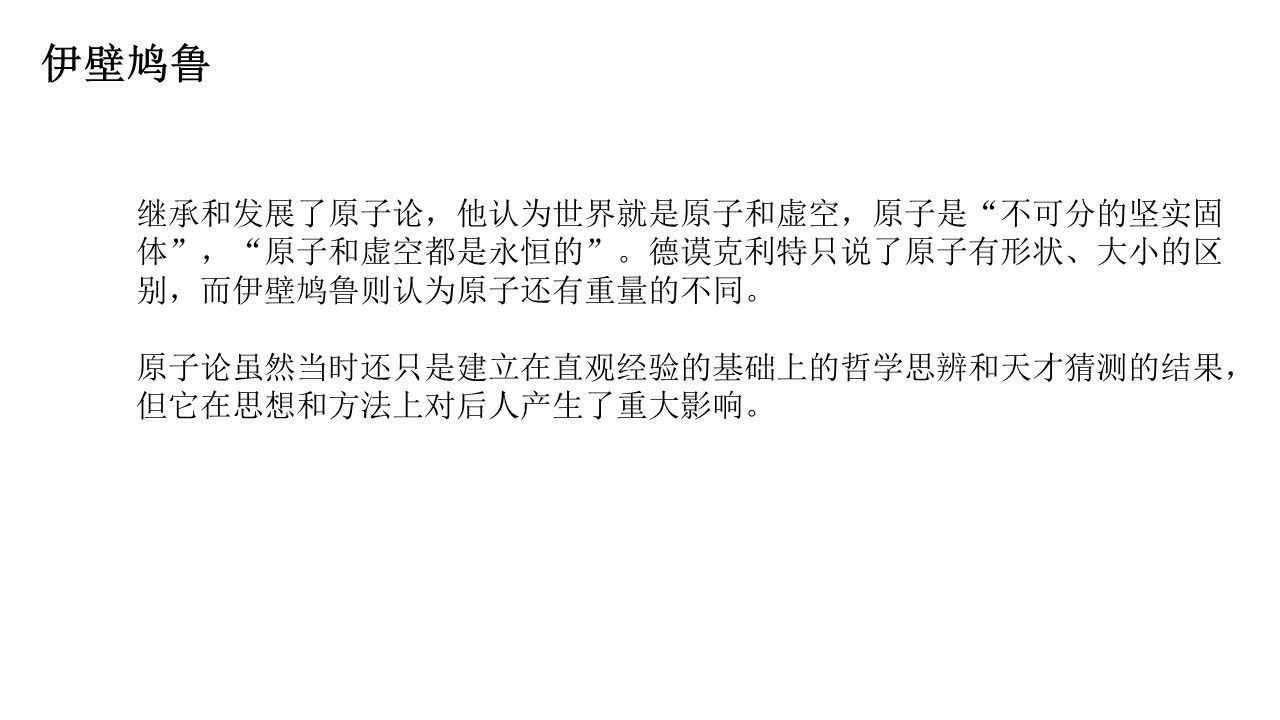 伊壁鸠鲁
继承和发展了原子论，他认为世界就是原子和虚空，原子是“不可分的坚实固
体”，“原子和虚空都是永恒的”。德谟克利特只说了原子有形状、大小的区
别，而伊壁鸠鲁则认为原子还有重量的不同。
原子论虽然当时还只是建立在直观经验的基础上的哲学思辨和天才猜测的结果，
但它在思想和方法上对后人产生了重大影响。